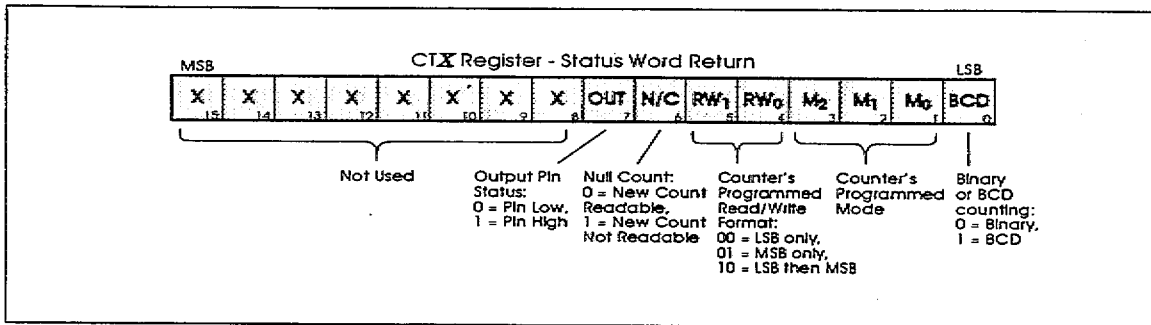 CTX Register - Status Word Return
MSB LSB
X X X X X X X X OUT N/C RW1 RW0 M2 M1 M0 BCD
15 14 13 12 11 10 9 8 7 6 5 4 3 2 1 0
Not Used
Output Pin
Status:
0 = Pin Low,
1 = Pin High
Null Count:
0 = New Count
Readable,
1 = New Count
Not Readable
Counter's
Programmed
Read/Write
Format:
00 = LSB only,
01 = MSB only,
10 = LSB then MSB
Counter's
Programmed
Mode
Binary
or BCD
counting:
0 = Binary,
1 = BCD